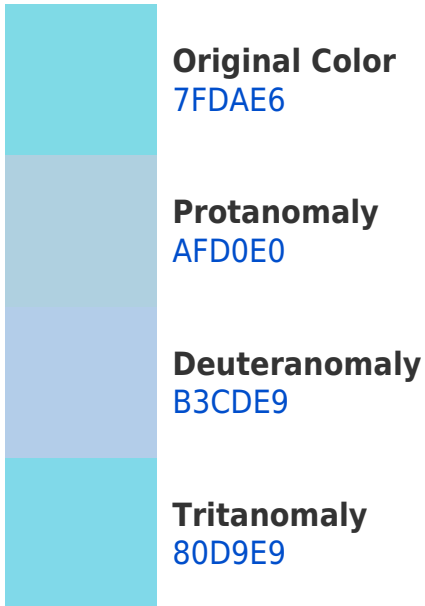 Original Color
7FDAE6
Protanomaly
AFD0E0
Deuteranomaly
B3CDE9
Tritanomaly
80D9E9